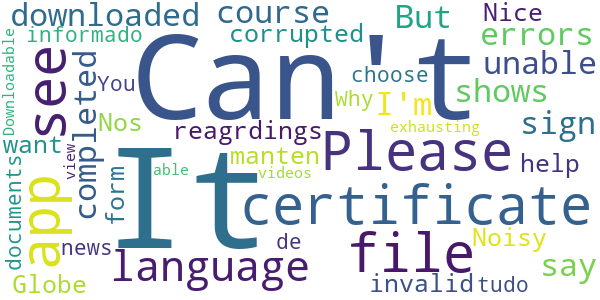 downloaded course But Nice
informado Can't corrupted errors
Downloadable see completed You choose unable
Why I'm shows
Nos It reagrdings exhausting sign
want app form able manten Please help
documents view videos
certificate
news de file Noisy
language say
Globe invalid tudo